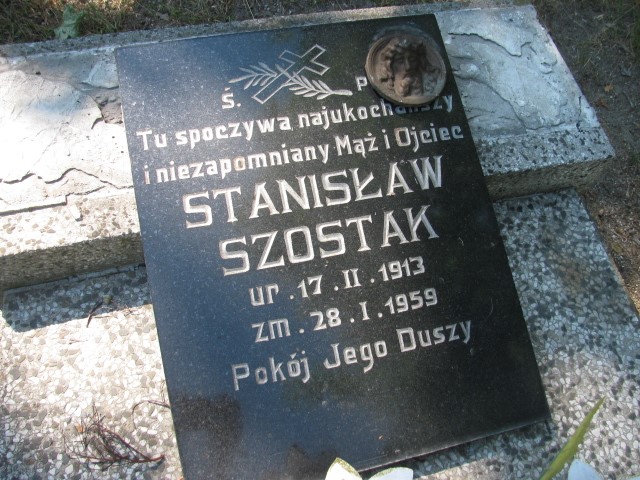 Ś. P.
Tu spoczywa najukochańszy
i niezapomniany Mąż i Ojciec
STANISŁAW
SZOSTAK
ur. 17. II. 1913
zm. 28. I. 1959
Pokój Jego Duszy